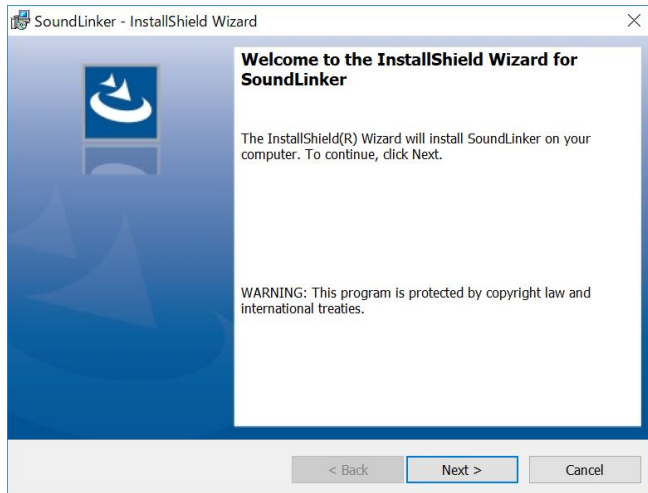 SoundLinker - InstallShield Wizard
Welcome to the InstallShield Wizard for
SoundLinker
The InstallShield(R) Wizard will install SoundLinker on your
computer. To continue, click Next.
WARNING: This program is protected by copyright law and
international treaties.
< Back
Next >
Cancel